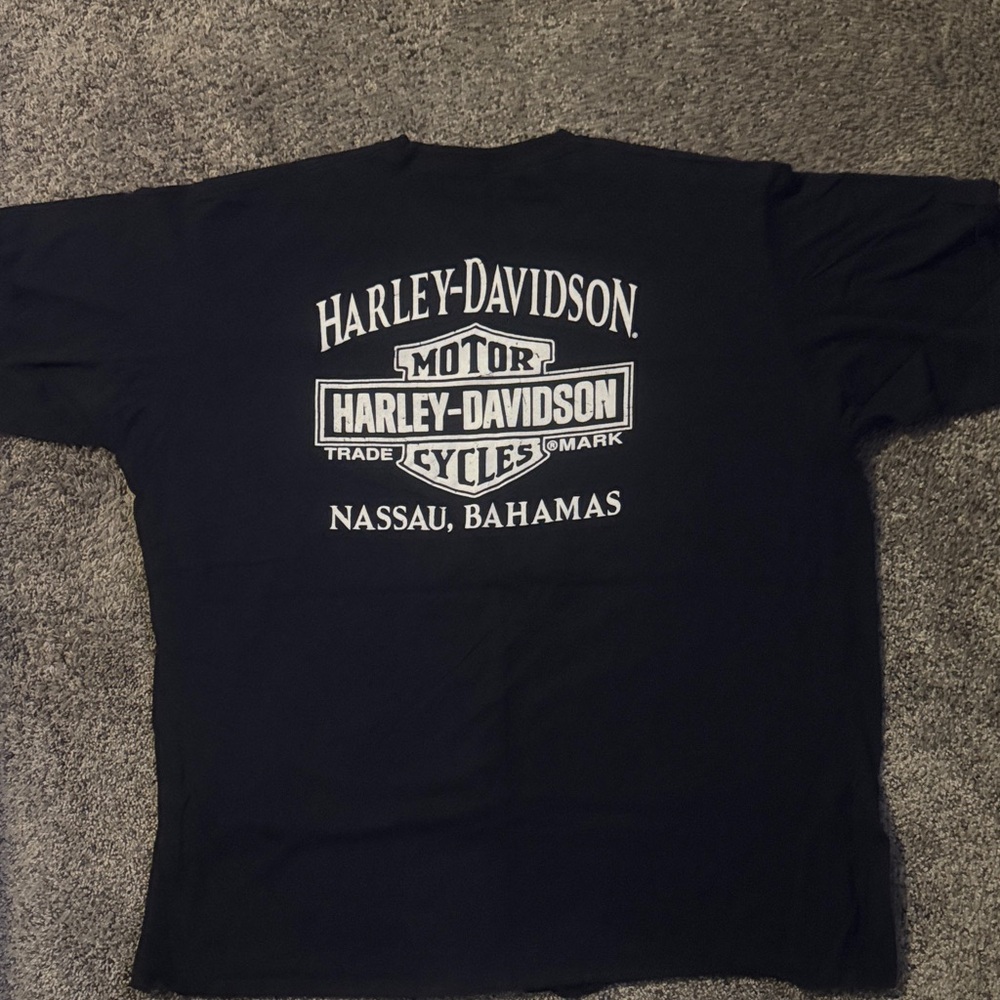 HARLEY-DAVIDSON.
MOTOR
HARLEY-DAVIDSON
TRADE ®MARK
CYCLES
NASSAU, BAHAMAS